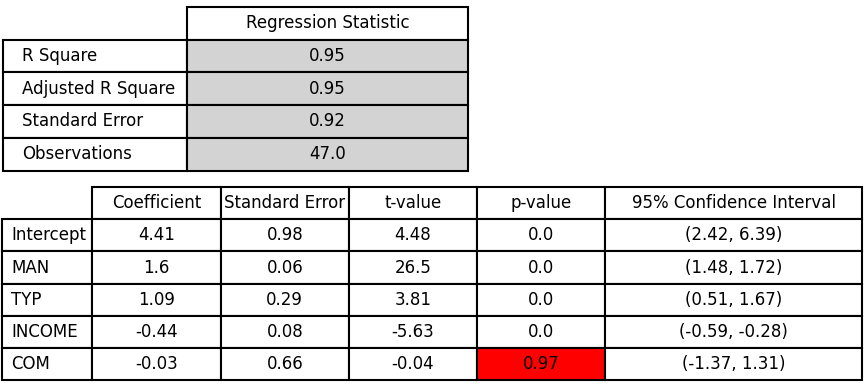 Regression Statistic
R Square 0.95
Adjusted R Square 0.95
Standard Error 0.92
Observations 47.0
Coefficient Standard Error t-value p-value 95% Confidence Interval
Intercept 4.41 0.98 4.48 0.0 (2.42, 6.39)
MAN 1.6 0.06 26.5 0.0 (1.48, 1.72)
TYP 1.09 0.29 3.81 0.0 (0.51, 1.67)
INCOME -0.44 0.08 -5.63 0.0 (-0.59, -0.28)
COM -0.03 0.66 -0.04 0.97 (-1.37, 1.31)